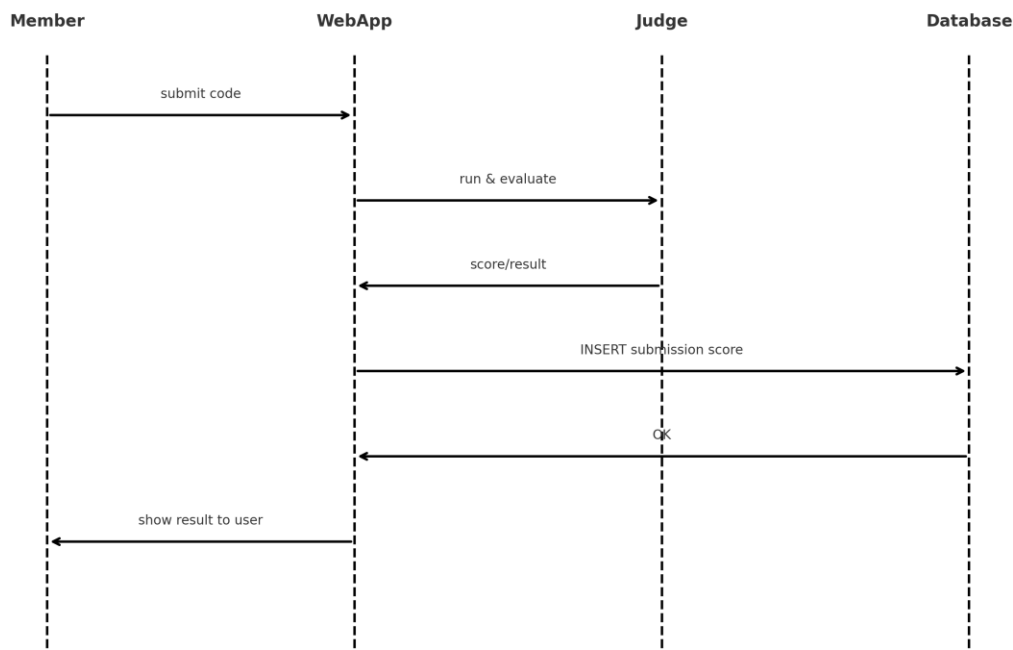 Member
WebApp
Judge
Database
submit code
run & evaluate
score/result
INSERT submission score
OK
show result to user